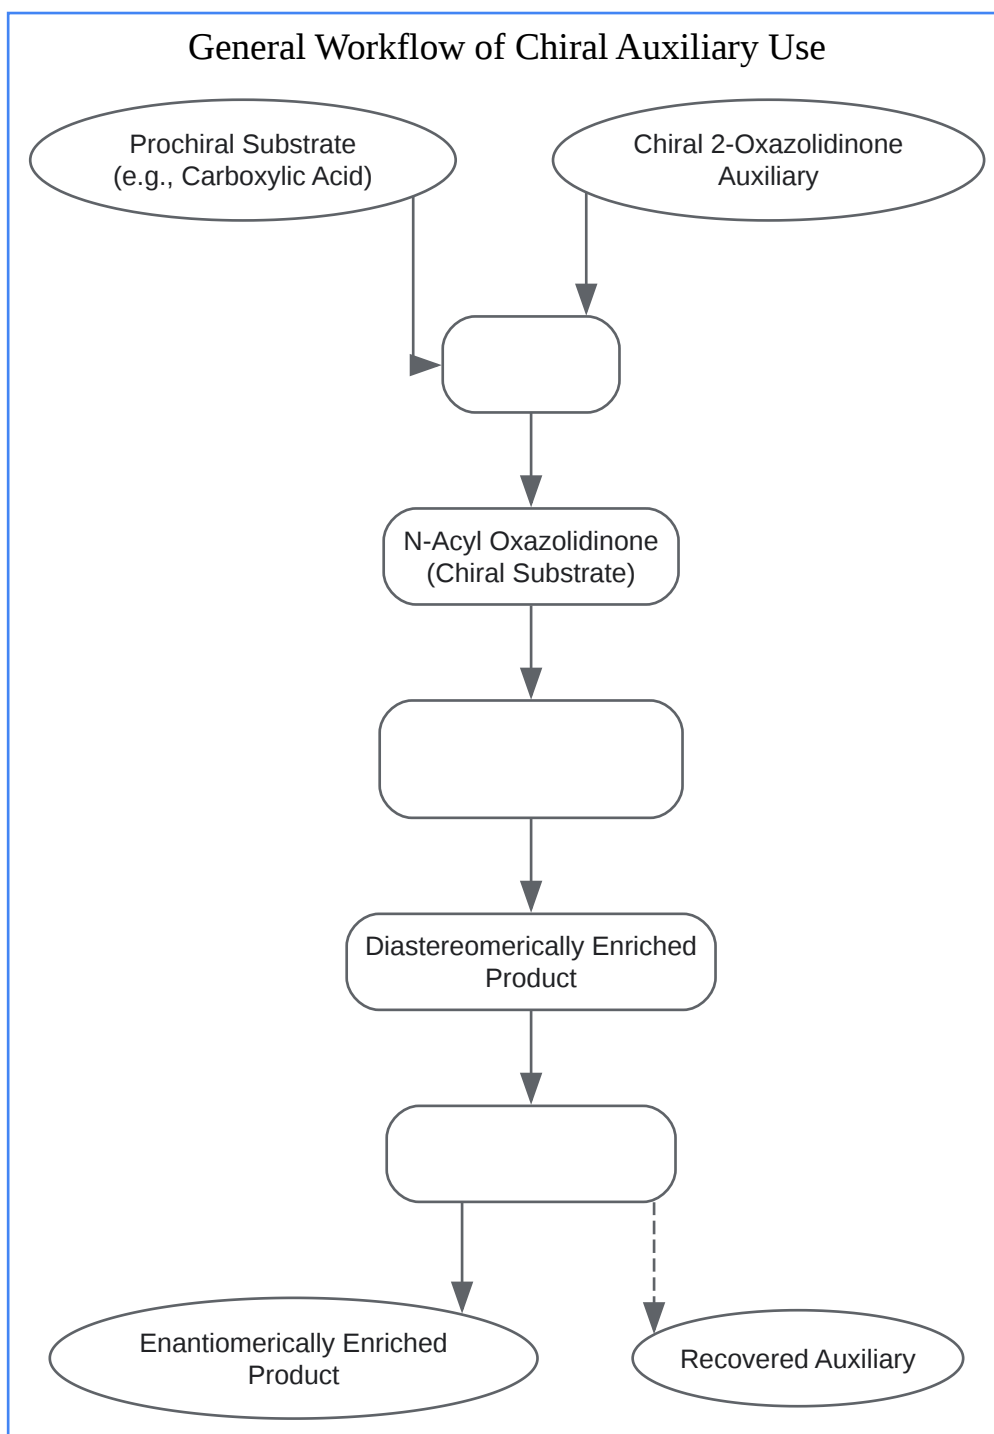 General Workflow of Chiral Auxiliary Use
Prochiral Substrate
(e.g., Carboxylic Acid)
Chiral 2-Oxazolidinone
Auxiliary
N-Acyl Oxazolidinone
(Chiral Substrate)
Diastereomerically Enriched
Product
Enantiomerically Enriched
Product
Recovered Auxiliary